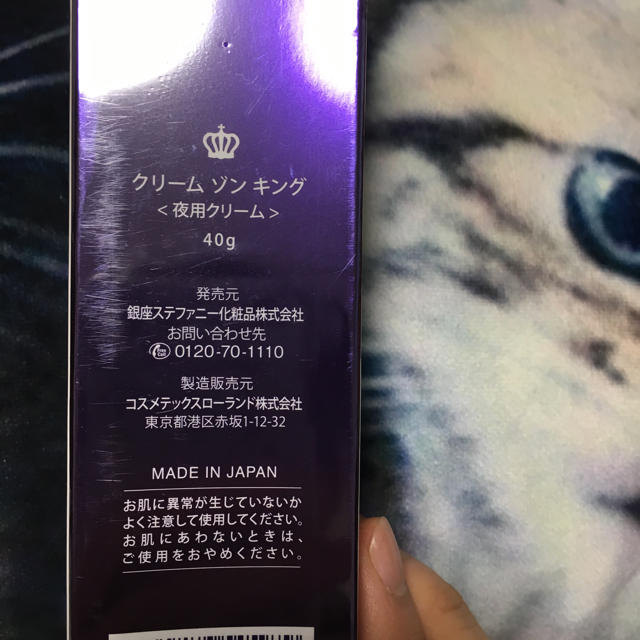 クリーム ゾン キング
＜夜用クリーム＞
40g
発売元
銀座ステファニー化粧品株式会社
お問い合わせ先
0120-70-1110
製造販売元
コスメテックスローランド株式会社
東京都港区赤坂1-12-32
MADE IN JAPAN
お肌に異常が生じていないか
よく注意して使用してください。
お肌にあわないときは、
ご使用をおやめください。